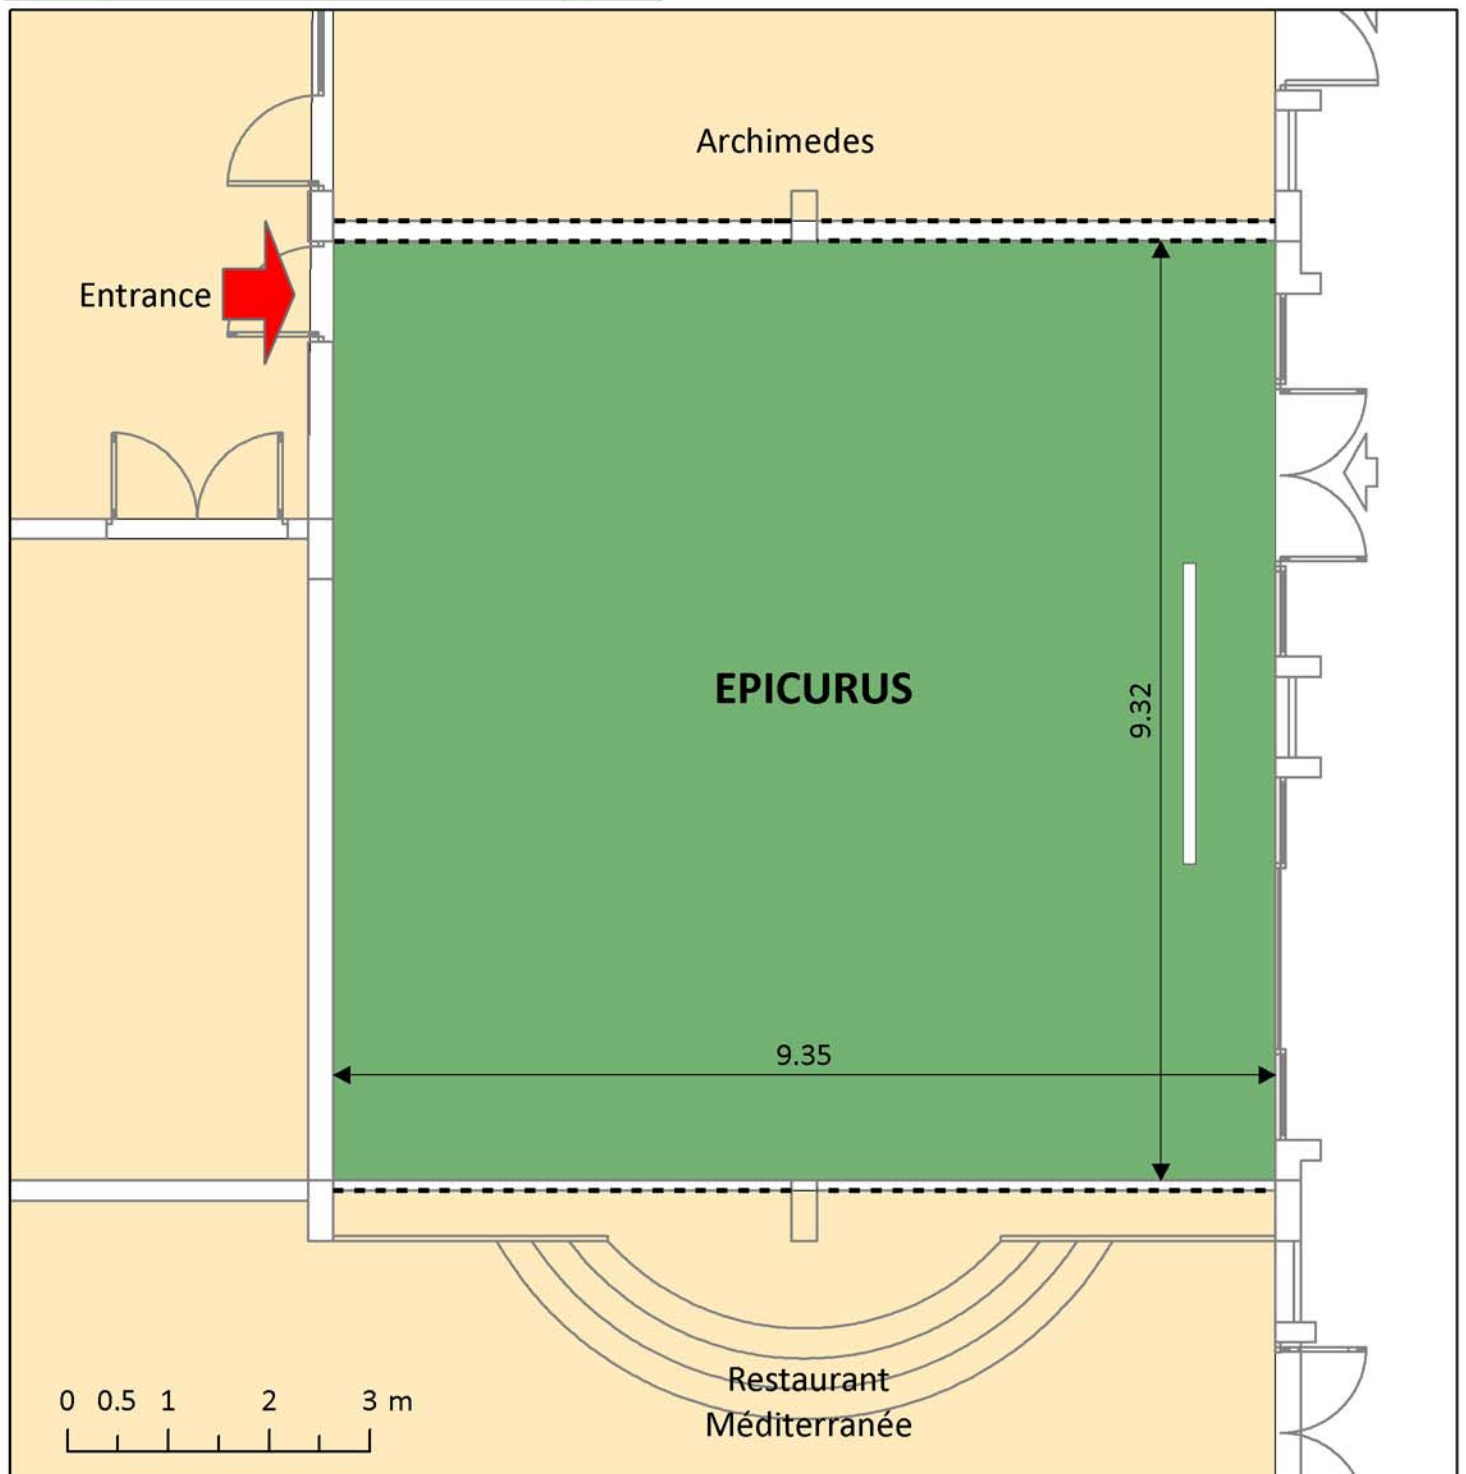 Archimedes
Entrance
EPICURUS
9.32
9.35
Restaurant
Méditerranée
0 0.5 1 2 3 m